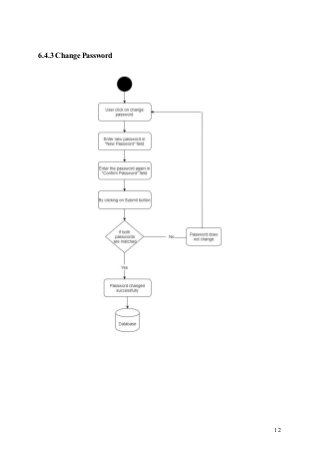 6.4.3 Change Password
User click on change
password
Enter new password in
"New Password" field
Enter the password again in
"Confirm Password" field
By clicking on Submit button
If both
passwords
are matched
No
Password does
not change
Yes
Password changed
successfully
Database
12